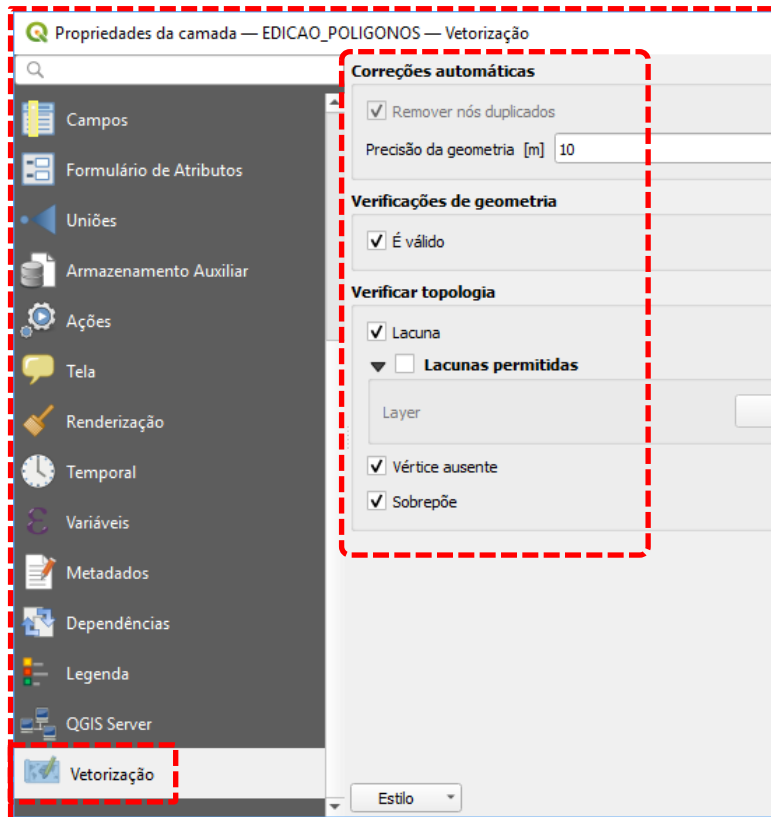 Propriedades da camada — EDICAO_POLIGONOS — Vetorização
Campos
Formulário de Atributos
Uniões
Armazenamento Auxiliar
Ações
Tela
Renderização
Temporal
Variáveis
Metadados
Dependências
Legenda
QGIS Server
Vetorização
Correções automáticas
Remover nós duplicados
Precisão da geometria [m] 10
Verificações de geometria
É válido
Verificar topologia
Lacuna
Lacunas permitidas
Layer
Vértice ausente
Sobrepõe
Estilo